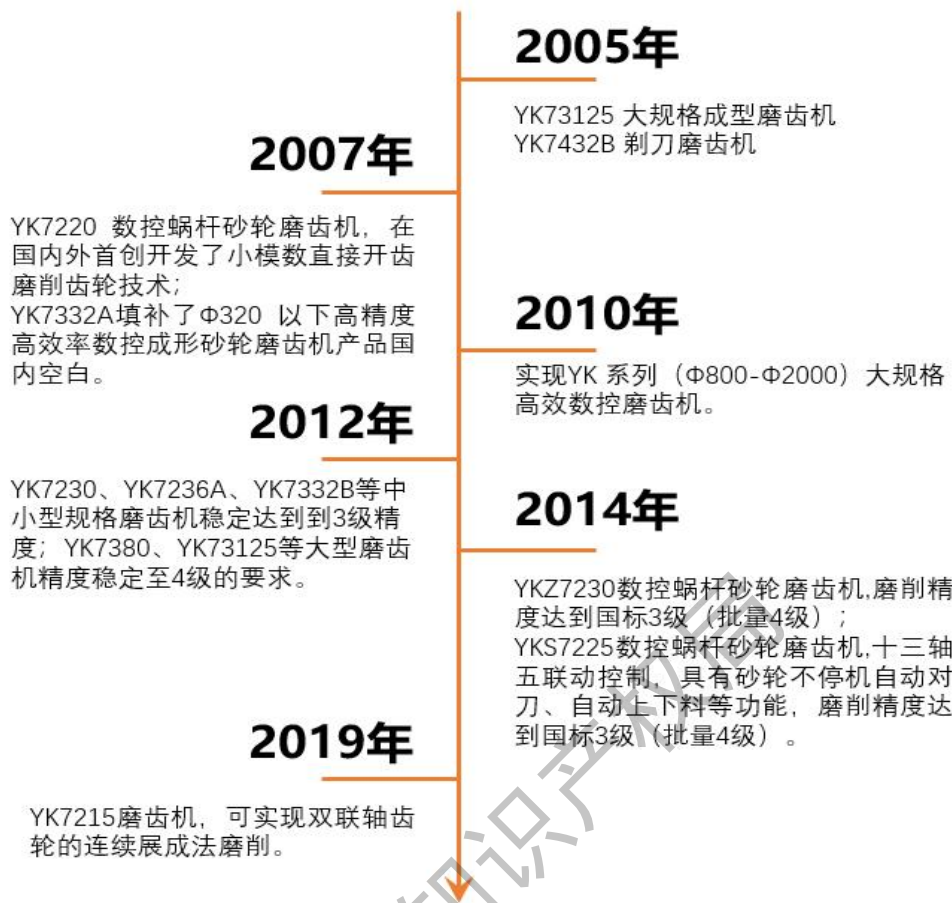 2005年
YK73125 大规格成型磨齿机
YK7432B 剃刀磨齿机
2007年
YK7220 数控蜗杆砂轮磨齿机，在
国内外首创开发了小模数直接开齿
磨削齿轮技术；
YK7332A填补了Φ320 以下高精度
高效率数控成形砂轮磨齿机产品国
内空白。
2010年
实现YK 系列（Φ800-Φ2000）大规格
高效数控磨齿机。
2012年
YK7230、YK7236A、YK7332B等中
小型规格磨齿机稳定达到到3级精
度；YK7380、YK73125等大型磨齿
机精度稳定至4级的要求。
2014年
YKZ7230数控蜗杆砂轮磨齿机,磨削精
度达到国标3级（批量4级）；
YKS7225数控蜗杆砂轮磨齿机,十三轴
五联动控制，具有砂轮不停机自动对
刀、自动上下料等功能，磨削精度达
到国标3级（批量4级）。
2019年
YK7215磨齿机，可实现双联轴齿
轮的连续展成法磨削。
知识产权局